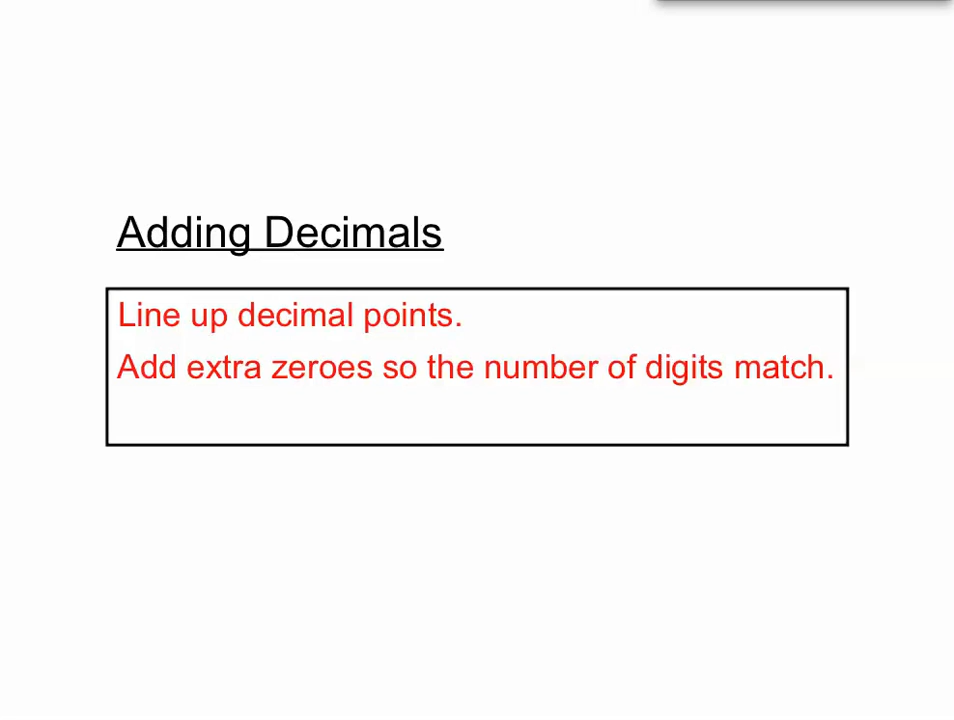 Adding Decimals
Line up decimal points.
Add extra zeroes so the number of digits match.